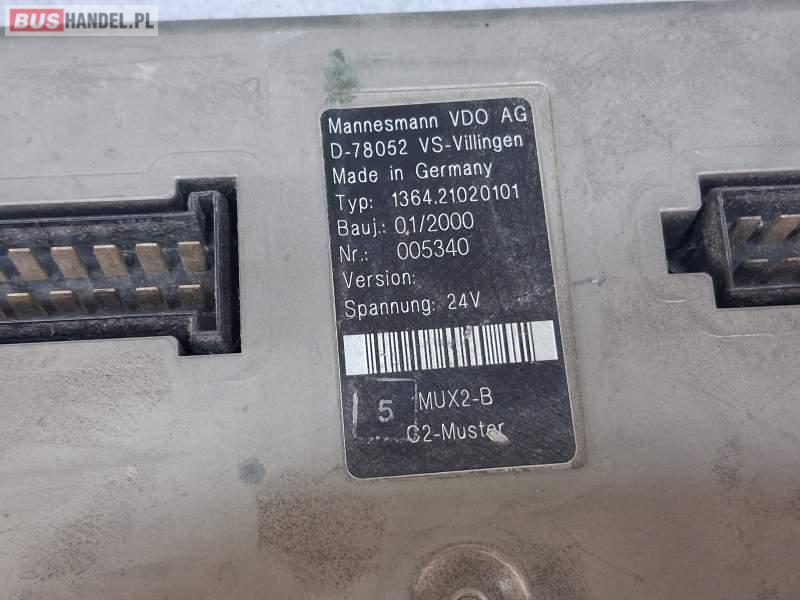 BUSHANDEL.PL
Mannesmann VDO AG
D-78052 VS-Villingen
Made in Germany
Typ: 1364.21020101
Bauj.: 01/2000
Nr.: 005340
Version:
Spannung: 24V
5 MUX2-B
C2-Muster